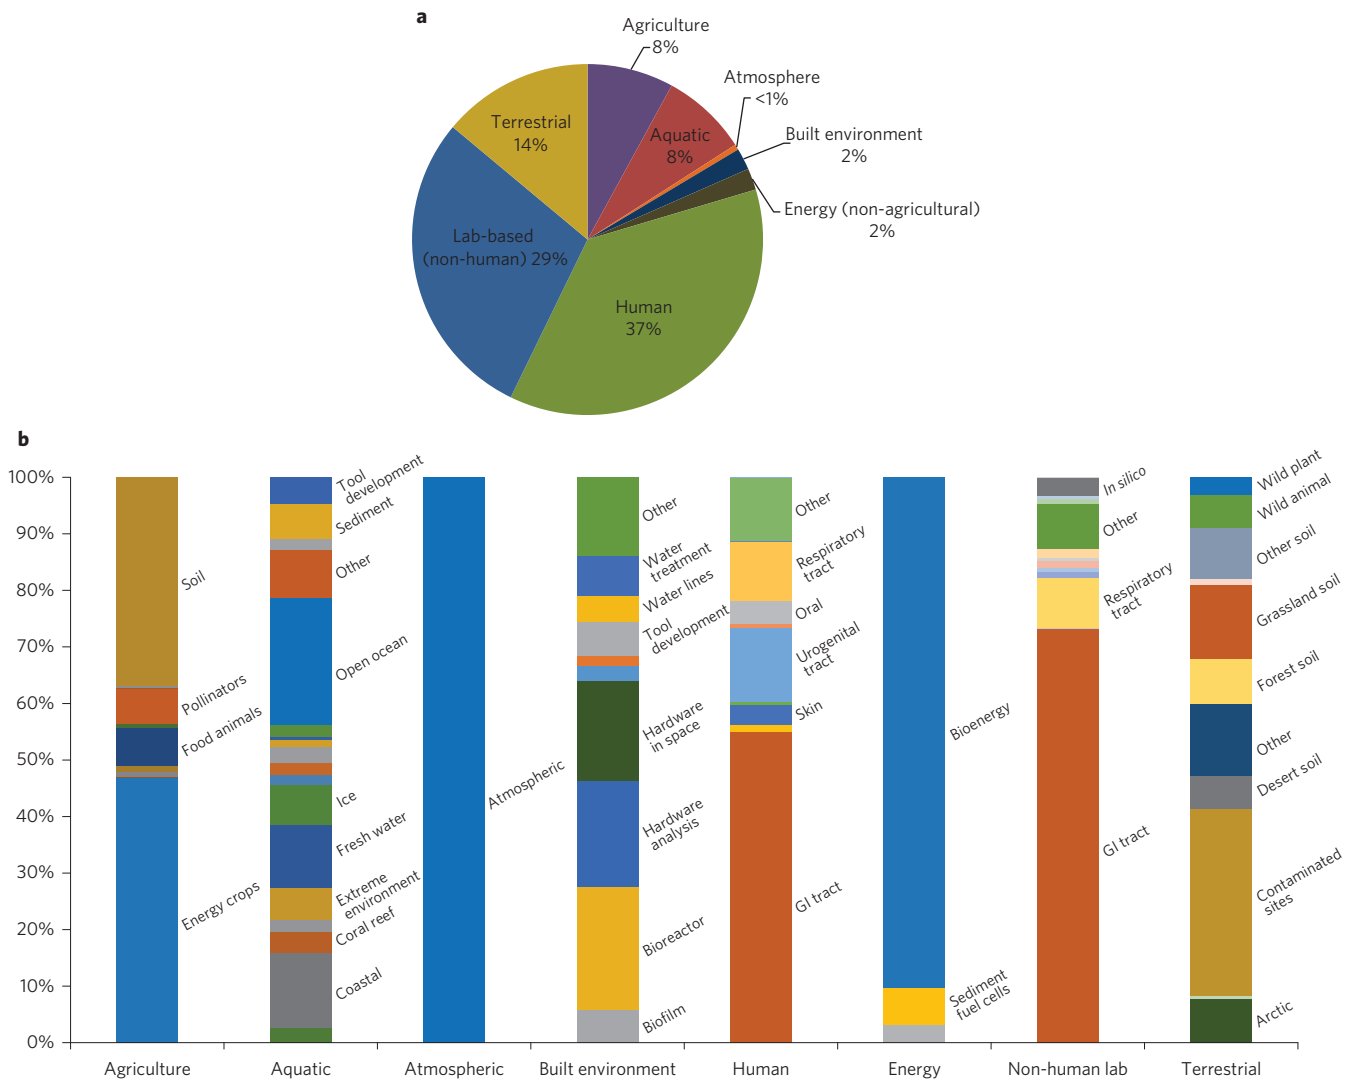 a
Agriculture
8%
Atmosphere
<1%
Aquatic
8%
Built environment
2%
Energy (non-agricultural)
2%
Human
37%
Lab-based
(non-human) 29%
Terrestrial
14%
b
100%
90%
80%
70%
60%
50%
40%
30%
20%
10%
0%
Soil
Pollinators
Food animals
Energy crops
Tool
development
Sediment
Other
Open ocean
Ice
Fresh water
Extreme
environment
Coral reef
Coastal
Atmospheric
Other
Water
treatment
Water lines
Tool
development
Hardware
in space
Hardware
analysis
Bioreactor
Biofilm
Other
Respiratory
tract
Oral
Urogenital
tract
Skin
GI tract
Bioenergy
Sediment
fuel cells
In silico
Other
Respiratory
tract
GI tract
Wild plant
Wild animal
Other soil
Grassland soil
Forest soil
Other
Desert soil
Contaminated
sites
Arctic
Agriculture
Aquatic
Atmospheric
Built environment
Human
Energy
Non-human lab
Terrestrial